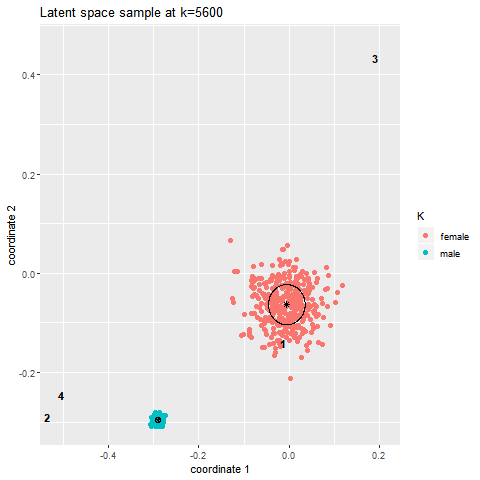 Latent space sample at k=5600
3
0.4
0.2
0.0
-0.2
coordinate 2
1
4
2
-0.4
-0.2
0.0
0.2
coordinate 1
K
female
male